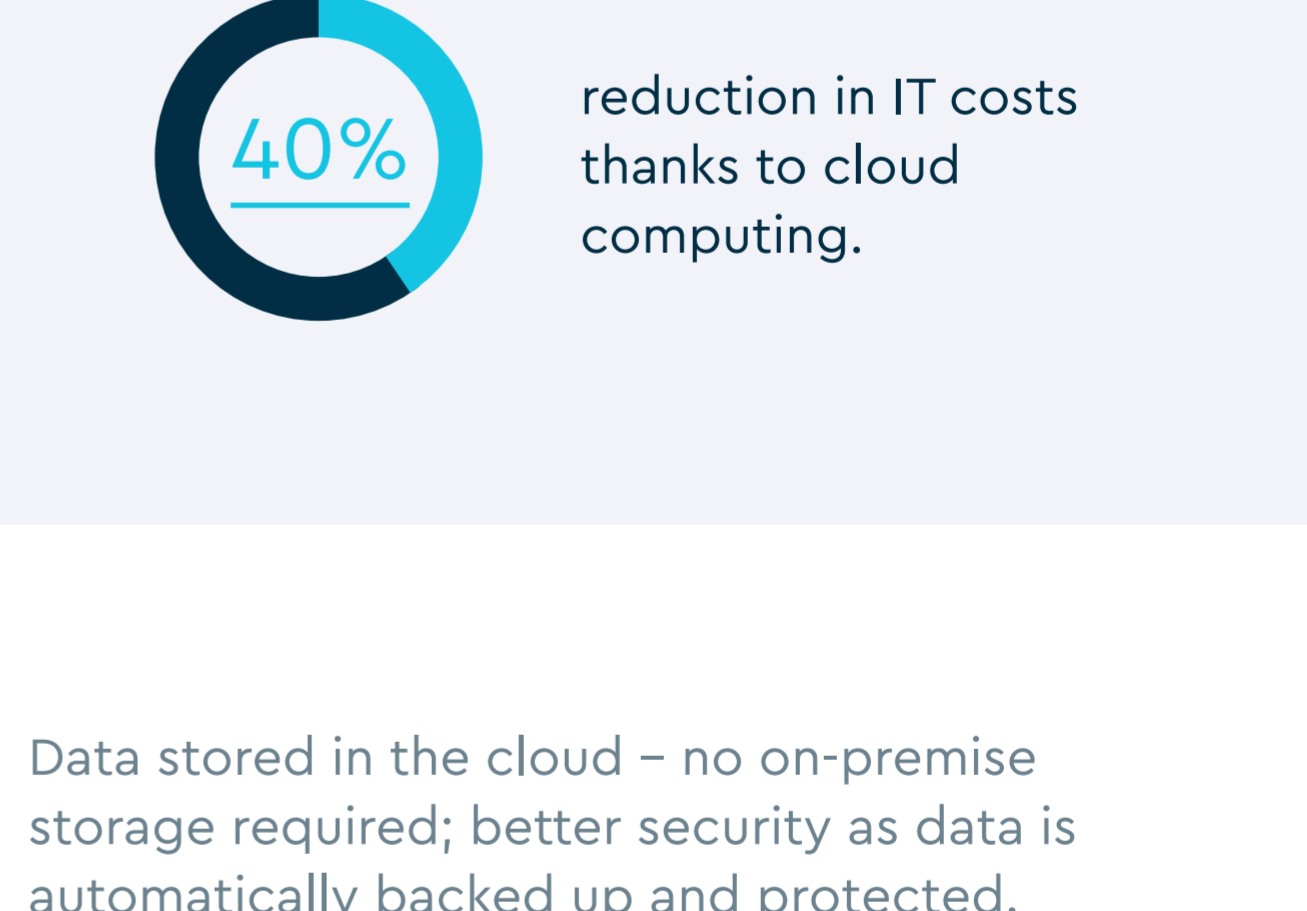 40%
reduction in IT costs
thanks to cloud
computing.
Data stored in the cloud – no on-premise
storage required; better security as data is
automatically backed up and protected.